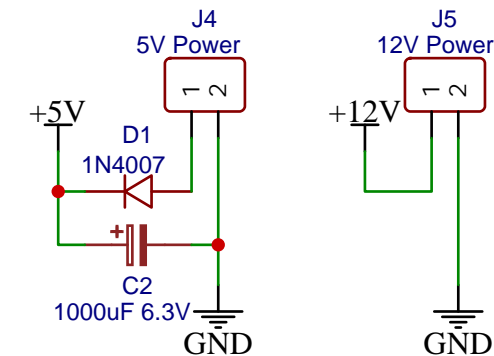 J4
5V Power
1 2
+5V
D1
1N4007
+
C2
1000uF 6.3V
GND
J5
12V Power
1 2
+12V
GND